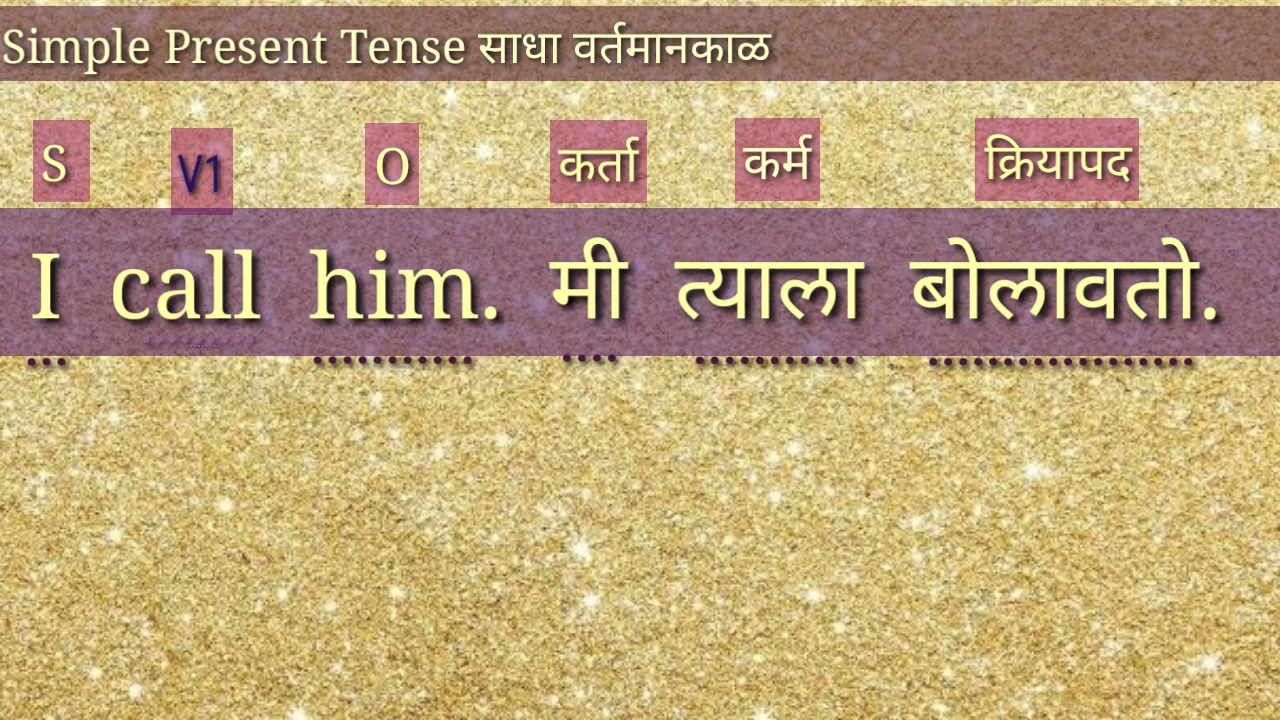 Simple Present Tense साधा वर्तमानकाळ
S V1 O कर्ता कर्म क्रियापद
I call him. मी त्याला बोलावतो.